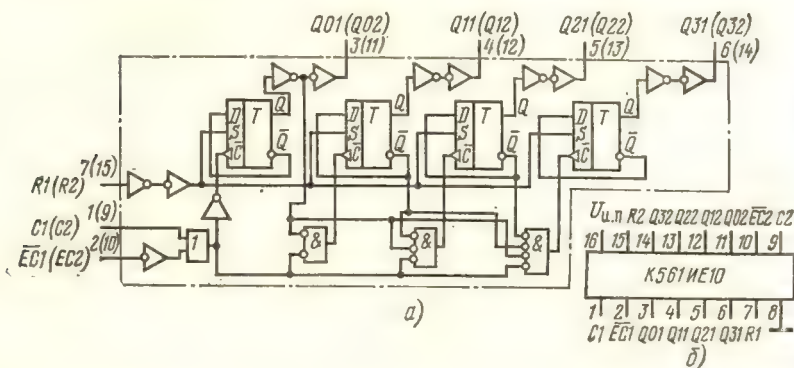 Q01(Q02) Q11(Q12) Q21(Q22) Q31(Q32)
3(11) 4(12) 5(13) 6(14)
Q Q Q Q
D T D T D T D T
S Q̄ S Q̄ S Q̄ S Q̄
C̄ C̄ C̄ C̄
R1(R2) 7(15)
C1(C2) 1(9)
E̅C̅1(EC2) 2(10)
1 & & &
а)
Uи.п R2 Q32 Q22 Q12 Q02 E̅C̅2 C2
16 15 14 13 12 11 10 9
К561ИЕ10
1 2 3 4 5 6 7 8
C1 E̅C̅1 Q01 Q11 Q21 Q31 R1
б)